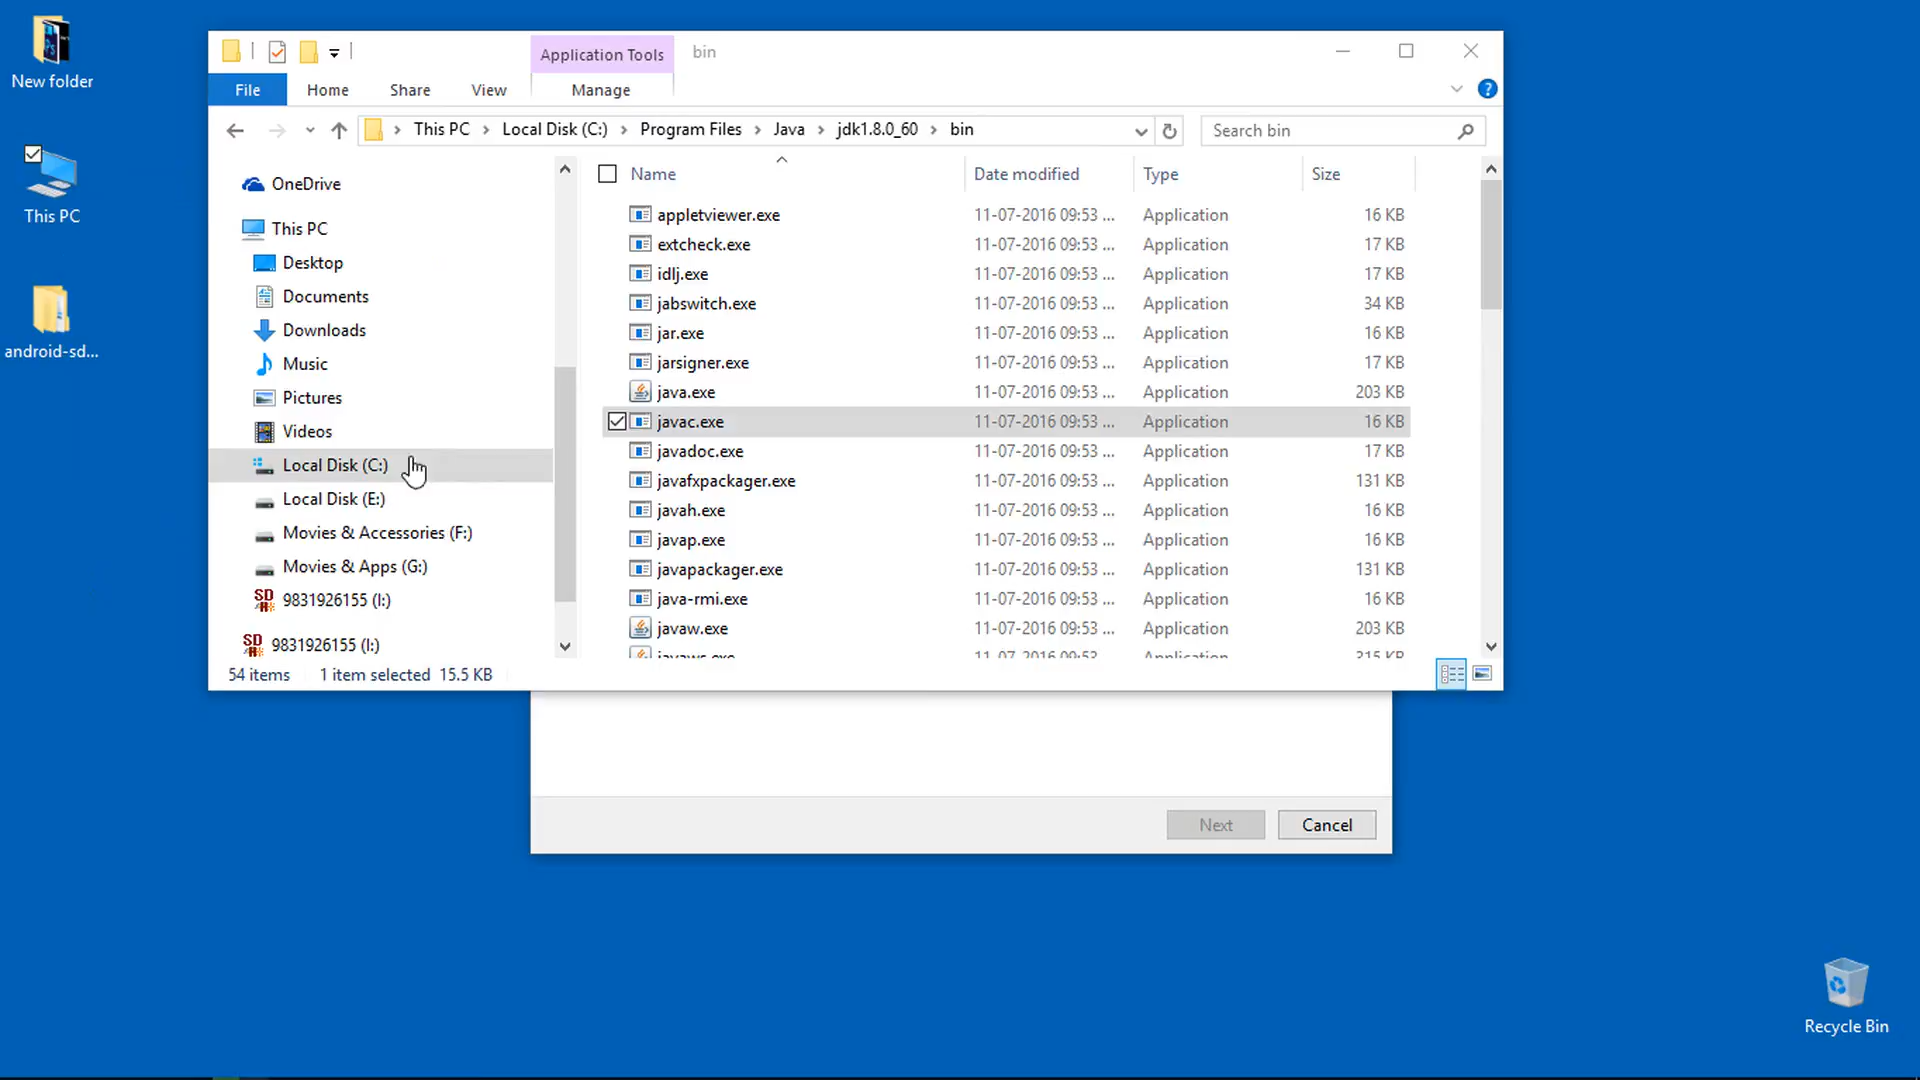 New folder
This PC
android-sd...
Application Tools
bin
File
Home
Share
View
Manage
This PC
Local Disk (C:)
Program Files
Java
jdk1.8.0_60
bin
Search bin
OneDrive
This PC
Desktop
Documents
Downloads
Music
Pictures
Videos
Local Disk (C:)
Local Disk (E:)
Movies & Accessories (F:)
Movies & Apps (G:)
9831926155 (I:)
9831926155 (I:)
Name Date modified Type Size
appletviewer.exe 11-07-2016 09:53 ... Application 16 KB
extcheck.exe 11-07-2016 09:53 ... Application 17 KB
idlj.exe 11-07-2016 09:53 ... Application 17 KB
jabswitch.exe 11-07-2016 09:53 ... Application 34 KB
jar.exe 11-07-2016 09:53 ... Application 16 KB
jarsigner.exe 11-07-2016 09:53 ... Application 17 KB
java.exe 11-07-2016 09:53 ... Application 203 KB
javac.exe 11-07-2016 09:53 ... Application 16 KB
javadoc.exe 11-07-2016 09:53 ... Application 17 KB
javafxpackager.exe 11-07-2016 09:53 ... Application 131 KB
javah.exe 11-07-2016 09:53 ... Application 16 KB
javap.exe 11-07-2016 09:53 ... Application 16 KB
javapackager.exe 11-07-2016 09:53 ... Application 131 KB
java-rmi.exe 11-07-2016 09:53 ... Application 16 KB
javaw.exe 11-07-2016 09:53 ... Application 203 KB
javaws.exe 11-07-2016 09:53 ... Application 315 KB
54 items 1 item selected 15.5 KB
Next
Cancel
Recycle Bin